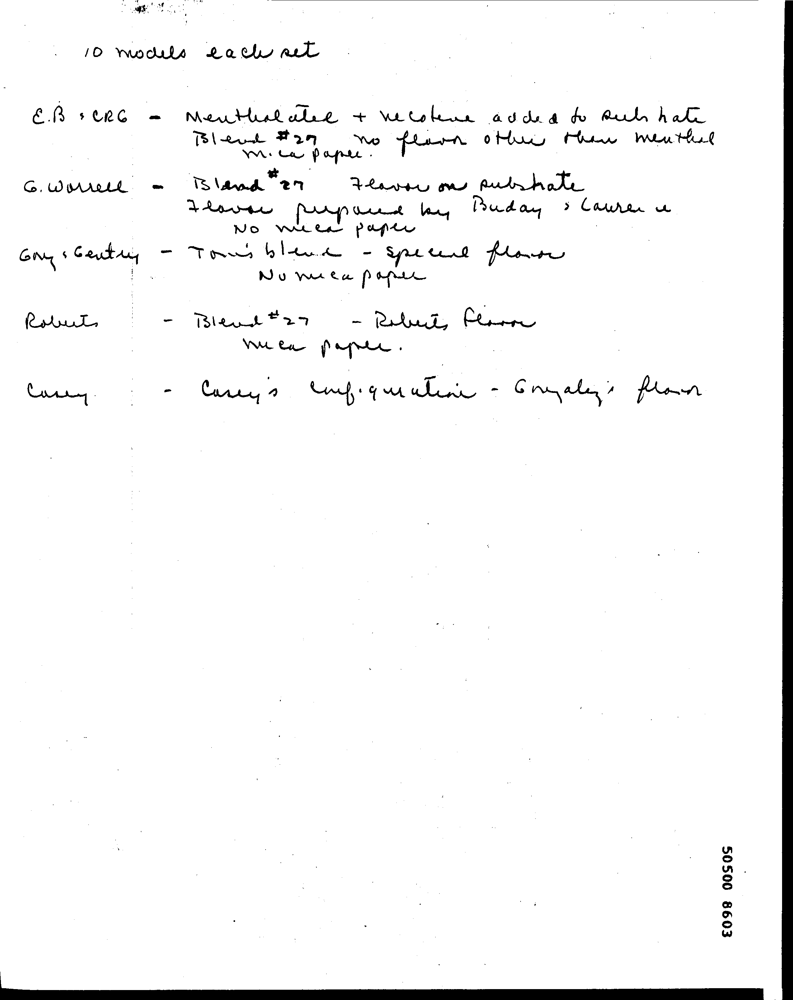 10 models each set
E.B & CRG - Mentholated + nicotine added to substrate
Blend #27 no flavor other than menthol
mica paper.
G. Worrell - Blend #27 Flavor on substrate
Flavor prepared by Buday & Lawrence
No mica paper
Gonz & Gentry - Tom's blend - special flavor
No mica paper
Roberts - Blend #27 - Roberts flavor
mica paper.
Casey - Casey's configuration - Gonzalez's flavor
50500 8603